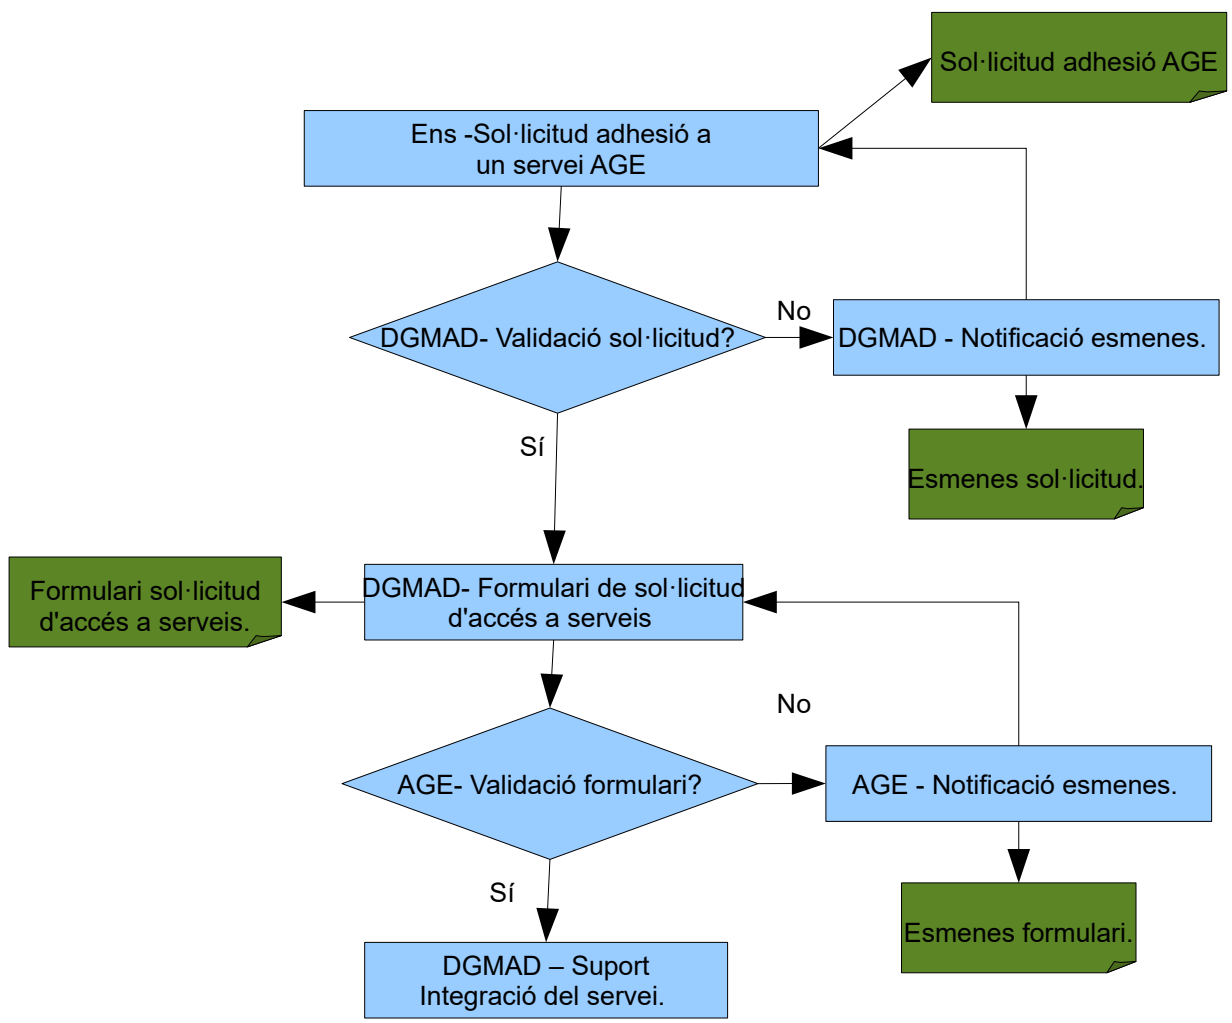 Sol·licitud adhesió AGE
Ens -Sol·licitud adhesió a
un servei AGE
No
DGMAD- Validació sol·licitud?
DGMAD - Notificació esmenes.
Sí
Esmenes sol·licitud.
Formulari sol·licitud
d'accés a serveis.
DGMAD- Formulari de sol·licitud
d'accés a serveis
No
AGE- Validació formulari?
AGE - Notificació esmenes.
Sí
Esmenes formulari.
DGMAD – Suport
Integració del servei.